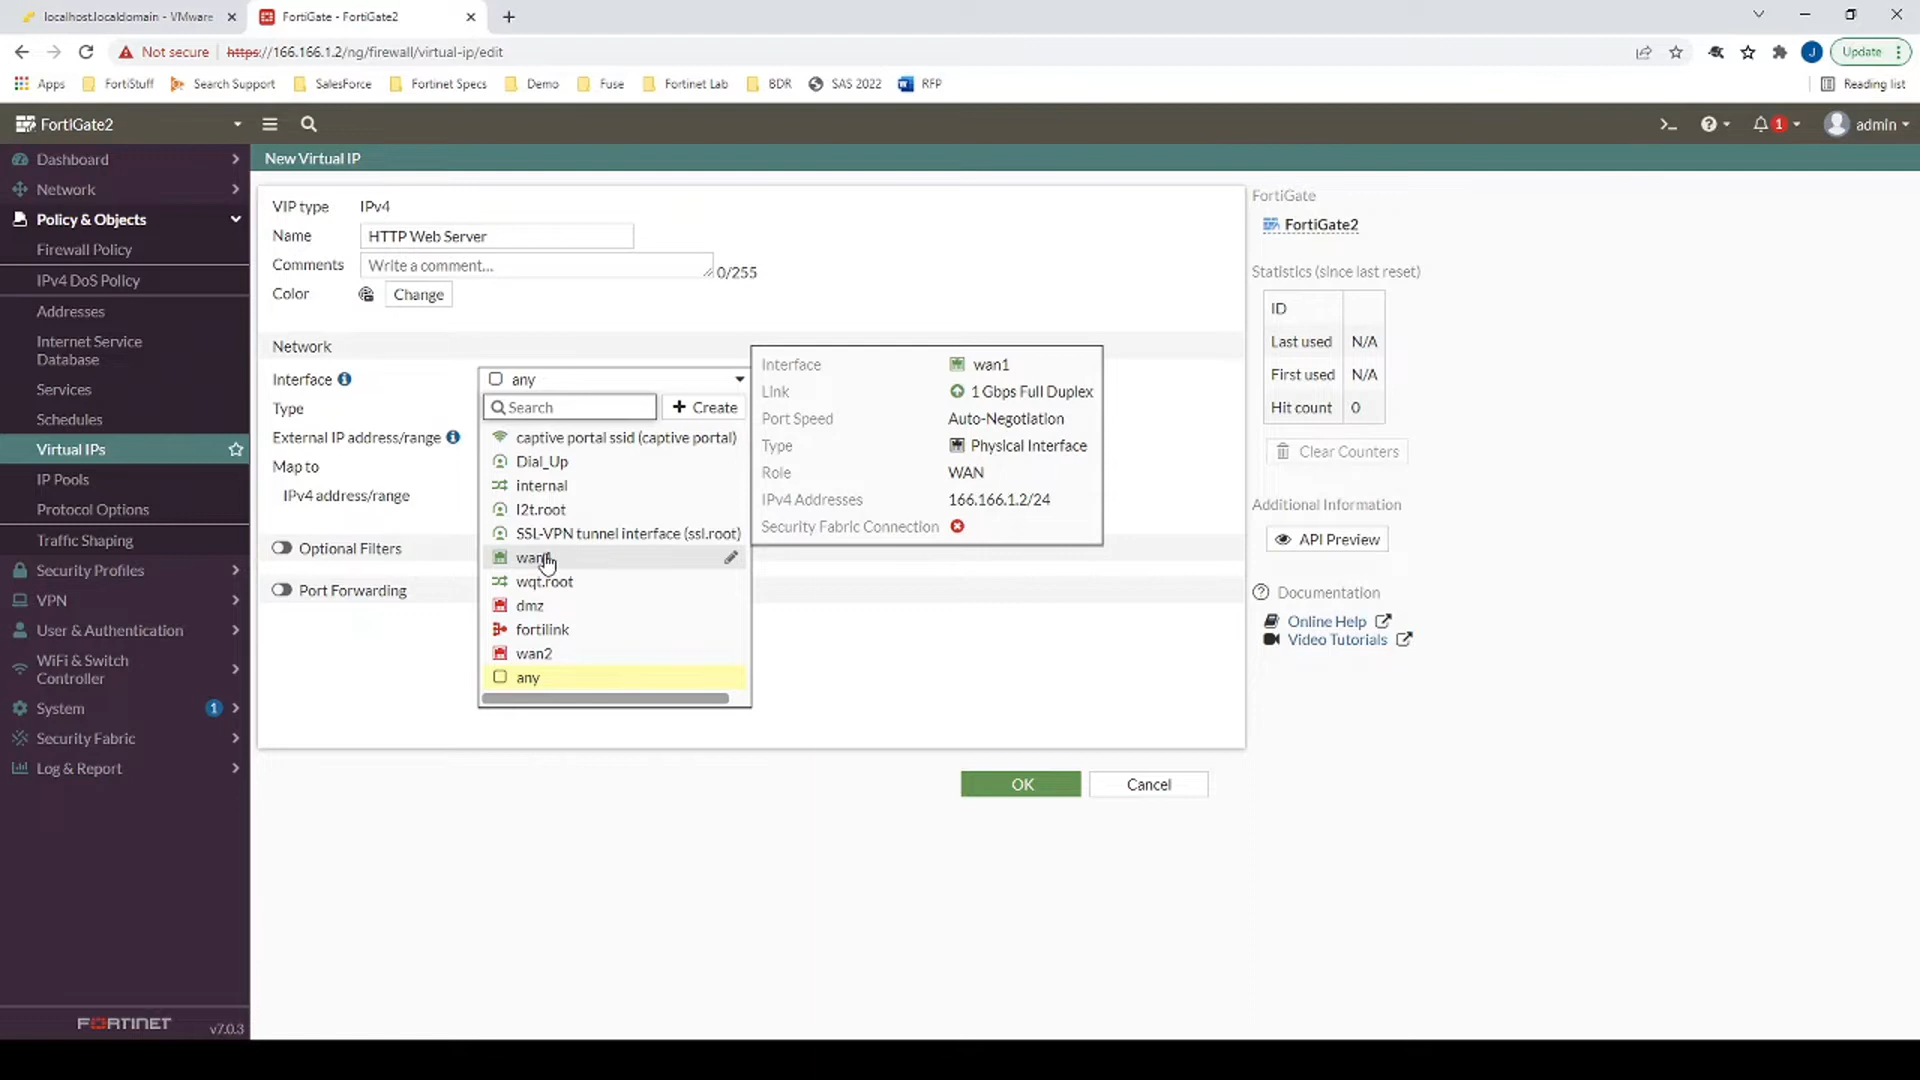 localhost.localdomain - VMware
FortiGate - FortiGate2
Not secure
https://166.166.1.2/ng/firewall/virtual-ip/edit
J
Update
Apps
FortiStuff
Search Support
SalesForce
Fortinet Specs
Demo
Fuse
Fortinet Lab
BDR
SAS 2022
RFP
Reading list
FortiGate2
1
admin
Dashboard
Network
Policy & Objects
Firewall Policy
IPv4 DoS Policy
Addresses
Internet Service
Database
Services
Schedules
Virtual IPs
IP Pools
Protocol Options
Traffic Shaping
Security Profiles
VPN
User & Authentication
WiFi & Switch
Controller
System
1
Security Fabric
Log & Report
FORTINET
v7.0.3
New Virtual IP
VIP type
IPv4
Name
HTTP Web Server
Comments
Write a comment...
0/255
Color
Change
Network
Interface
any
Type
External IP address/range
Map to
IPv4 address/range
Optional Filters
Port Forwarding
Search
Create
captive portal ssid (captive portal)
Dial_Up
internal
l2t.root
SSL-VPN tunnel interface (ssl.root)
wqt.root
dmz
fortilink
wan2
any
Interface
wan1
Link
1 Gbps Full Duplex
Port Speed
Auto-Negotiation
Type
Physical Interface
Role
WAN
IPv4 Addresses
166.166.1.2/24
Security Fabric Connection
OK
Cancel
FortiGate
FortiGate2
Statistics (since last reset)
ID
Last used
N/A
First used
N/A
Hit count
0
Clear Counters
Additional Information
API Preview
Documentation
Online Help
Video Tutorials